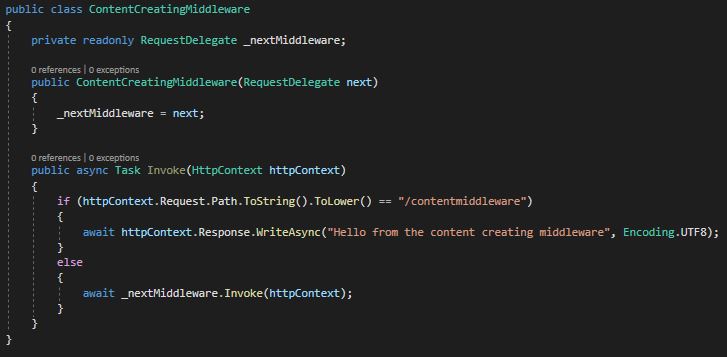 public class ContentCreatingMiddleware
{
    private readonly RequestDelegate _nextMiddleware;
    0 references | 0 exceptions
    public ContentCreatingMiddleware(RequestDelegate next)
    {
        _nextMiddleware = next;
    }
    0 references | 0 exceptions
    public async Task Invoke(HttpContext httpContext)
    {
        if (httpContext.Request.Path.ToString().ToLower() == "/contentmiddleware")
        {
            await httpContext.Response.WriteAsync("Hello from the content creating middleware", Encoding.UTF8);
        }
        else
        {
            await _nextMiddleware.Invoke(httpContext);
        }
    }
}